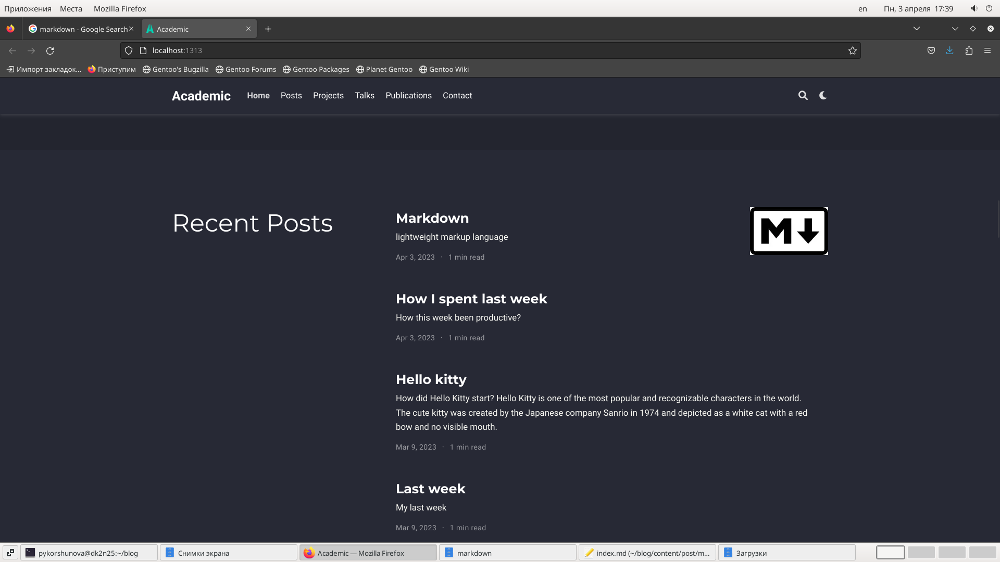 Приложения Места Mozilla Firefox en Пн, 3 апреля 17:39
markdown - Google Search Academic
localhost:1313
Импорт закладок... Приступим Gentoo's Bugzilla Gentoo Forums Gentoo Packages Planet Gentoo Gentoo Wiki
Academic Home Posts Projects Talks Publications Contact
Recent Posts
Markdown
lightweight markup language
Apr 3, 2023 · 1 min read
M
How I spent last week
How this week been productive?
Apr 3, 2023 · 1 min read
Hello kitty
How did Hello Kitty start? Hello Kitty is one of the most popular and recognizable characters in the world.
The cute kitty was created by the Japanese company Sanrio in 1974 and depicted as a white cat with a red
bow and no visible mouth.
Mar 9, 2023 · 1 min read
Last week
My last week
Mar 9, 2023 · 1 min read
pykorshunova@dk2n25:~/blog Снимки экрана Academic — Mozilla Firefox markdown index.md (~/blog/content/post/m... Загрузки